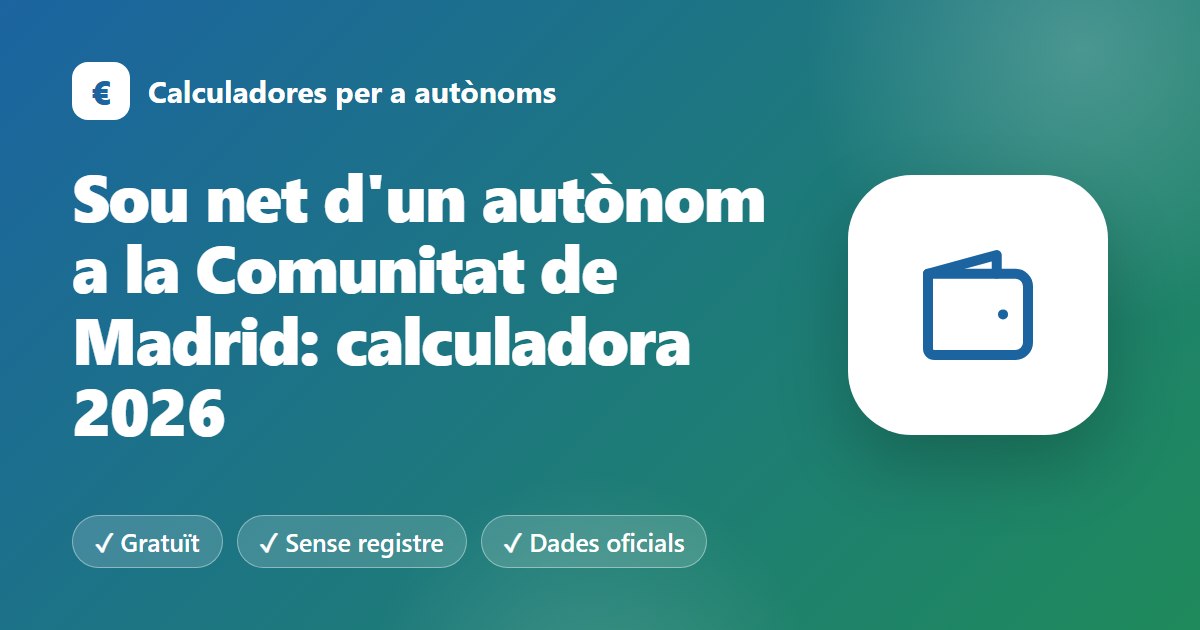 €
Calculadores per a autònoms
Sou net d'un autònom
a la Comunitat de
Madrid: calculadora
2026
✓ Gratuït
✓ Sense registre
✓ Dades oficials